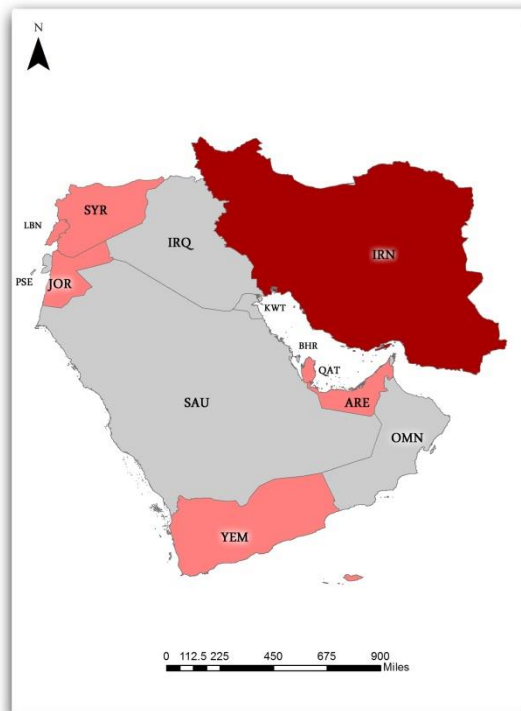 N
SYR
LBN
IRQ
IRN
PSE
JOR
KWT
BHR
QAT
SAU
ARE
OMN
YEM
0 112.5 225 450 675 900
Miles